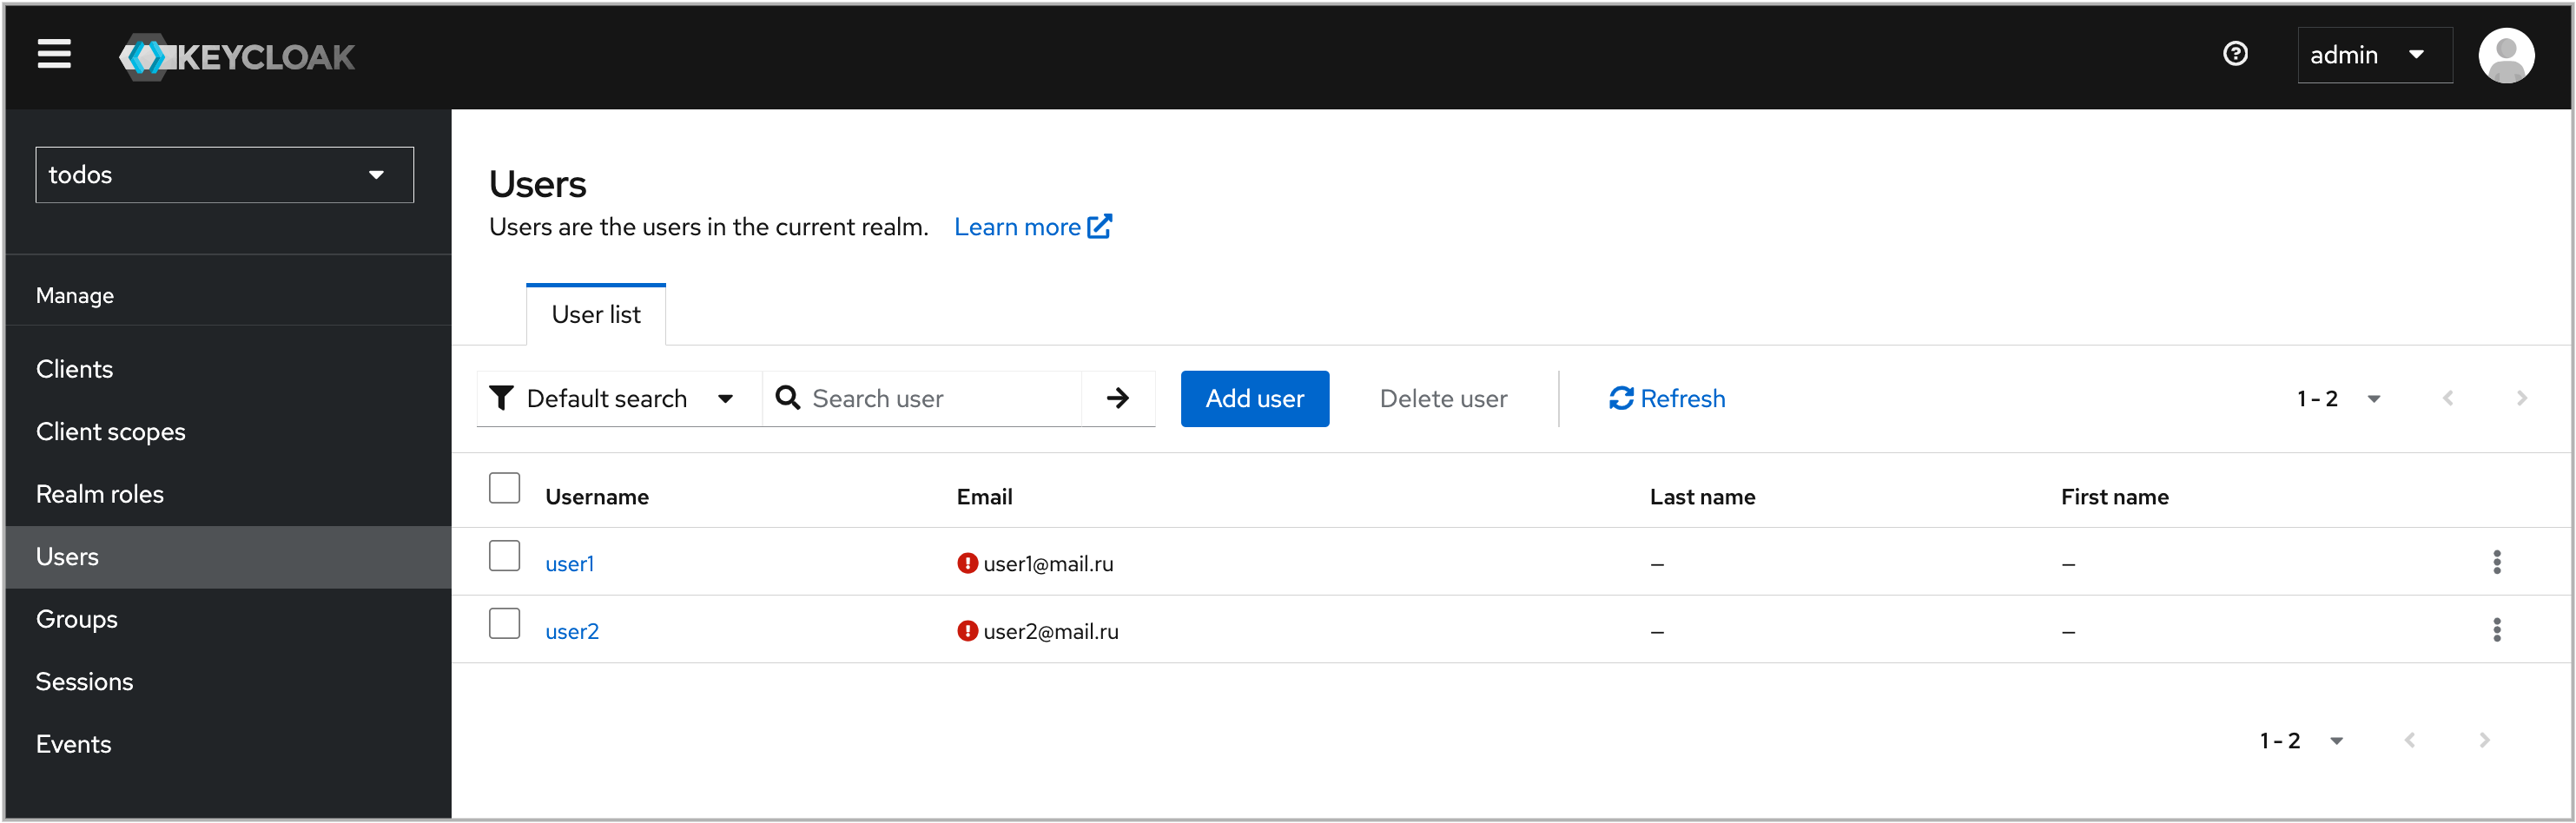 KEYCLOAK
admin
todos
Manage
Clients
Client scopes
Realm roles
Users
Groups
Sessions
Events
Users
Users are the users in the current realm. Learn more
User list
Default search Search user Add user Delete user Refresh 1 - 2
Username Email Last name First name
user1 user1@mail.ru – –
user2 user2@mail.ru – –
1 - 2